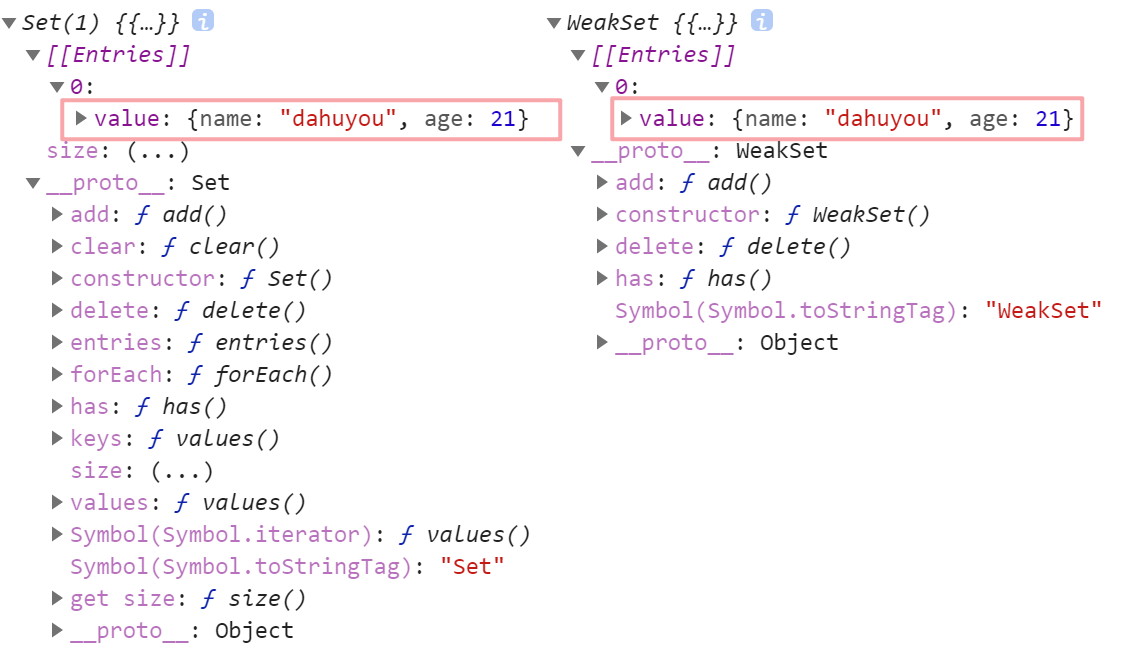 Set(1) {{…}} i
[[Entries]]
0:
value: {name: "dahuyou", age: 21}
size: (...)
__proto__: Set
add: ƒ add()
clear: ƒ clear()
constructor: ƒ Set()
delete: ƒ delete()
entries: ƒ entries()
forEach: ƒ forEach()
has: ƒ has()
keys: ƒ values()
size: (...)
values: ƒ values()
Symbol(Symbol.iterator): ƒ values()
Symbol(Symbol.toStringTag): "Set"
get size: ƒ size()
__proto__: Object
WeakSet {{…}} i
[[Entries]]
0:
value: {name: "dahuyou", age: 21}
__proto__: WeakSet
add: ƒ add()
constructor: ƒ WeakSet()
delete: ƒ delete()
has: ƒ has()
Symbol(Symbol.toStringTag): "WeakSet"
__proto__: Object